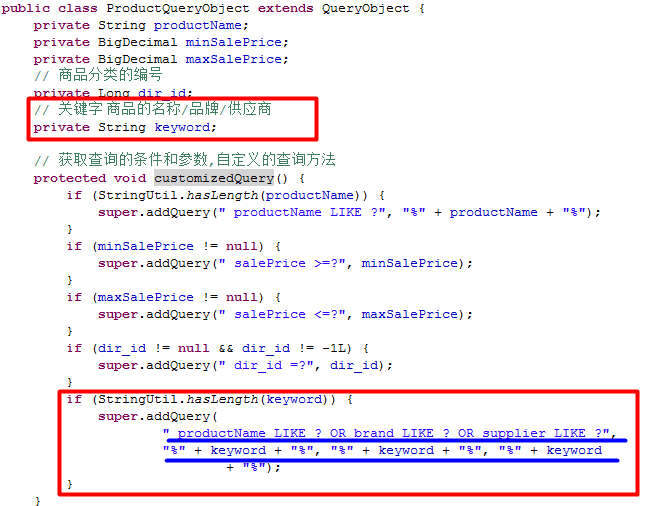 public class ProductQueryObject extends QueryObject {
    private String productName;
    private BigDecimal minSalePrice;
    private BigDecimal maxSalePrice;
    // 商品分类的编号
    private Long dir_id;
    // 关键字 商品的名称/品牌/供应商
    private String keyword;
    // 获取查询的条件和参数,自定义的查询方法
    protected void customizedQuery() {
        if (StringUtil.hasLength(productName)) {
            super.addQuery(" productName LIKE ?", "%" + productName + "%");
        }
        if (minSalePrice != null) {
            super.addQuery(" salePrice >=?", minSalePrice);
        }
        if (maxSalePrice != null) {
            super.addQuery(" salePrice <=?", maxSalePrice);
        }
        if (dir_id != null && dir_id != -1L) {
            super.addQuery(" dir_id =?", dir_id);
        }
        if (StringUtil.hasLength(keyword)) {
            super.addQuery(
                    " productName LIKE ? OR brand LIKE ? OR supplier LIKE ?",
                    "%" + keyword + "%", "%" + keyword + "%", "%" + keyword
                            + "%");
        }
    }